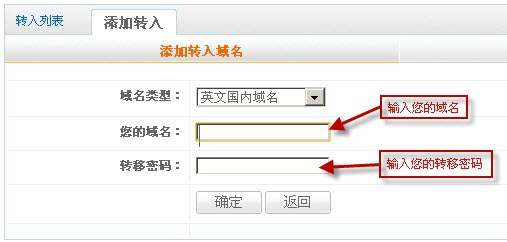 转入列表 添加转入
添加转入域名
域名类型： 英文国内域名
输入您的域名
您的域名：
转移密码： 输入您的转移密码
确定 返回